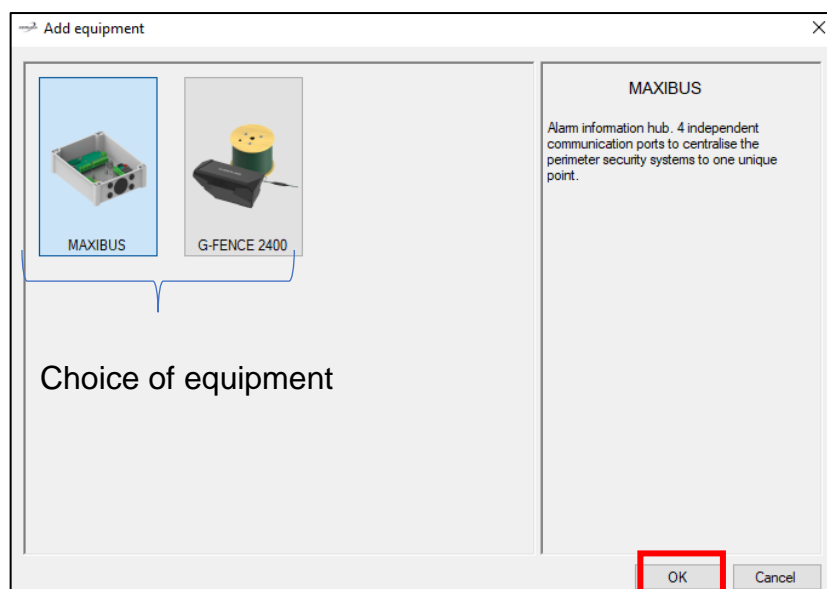 Add equipment
MAXIBUS
G-FENCE 2400
Choice of equipment
MAXIBUS
Alarm information hub. 4 independent
communication ports to centralise the
perimeter security systems to one unique
point.
OK
Cancel